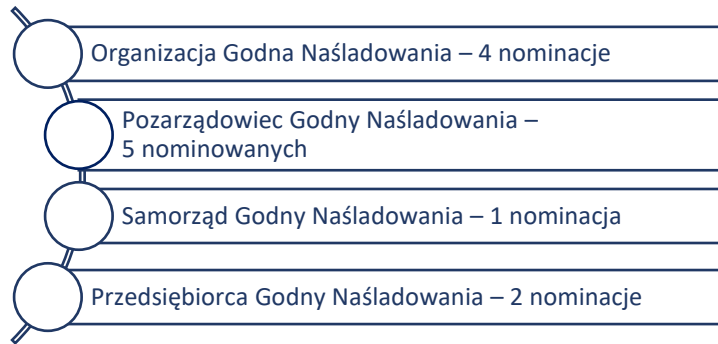 Organizacja Godna Naśladowania – 4 nominacje
Pozarządowiec Godny Naśladowania –
5 nominowanych
Samorząd Godny Naśladowania – 1 nominacja
Przedsiębiorca Godny Naśladowania – 2 nominacje